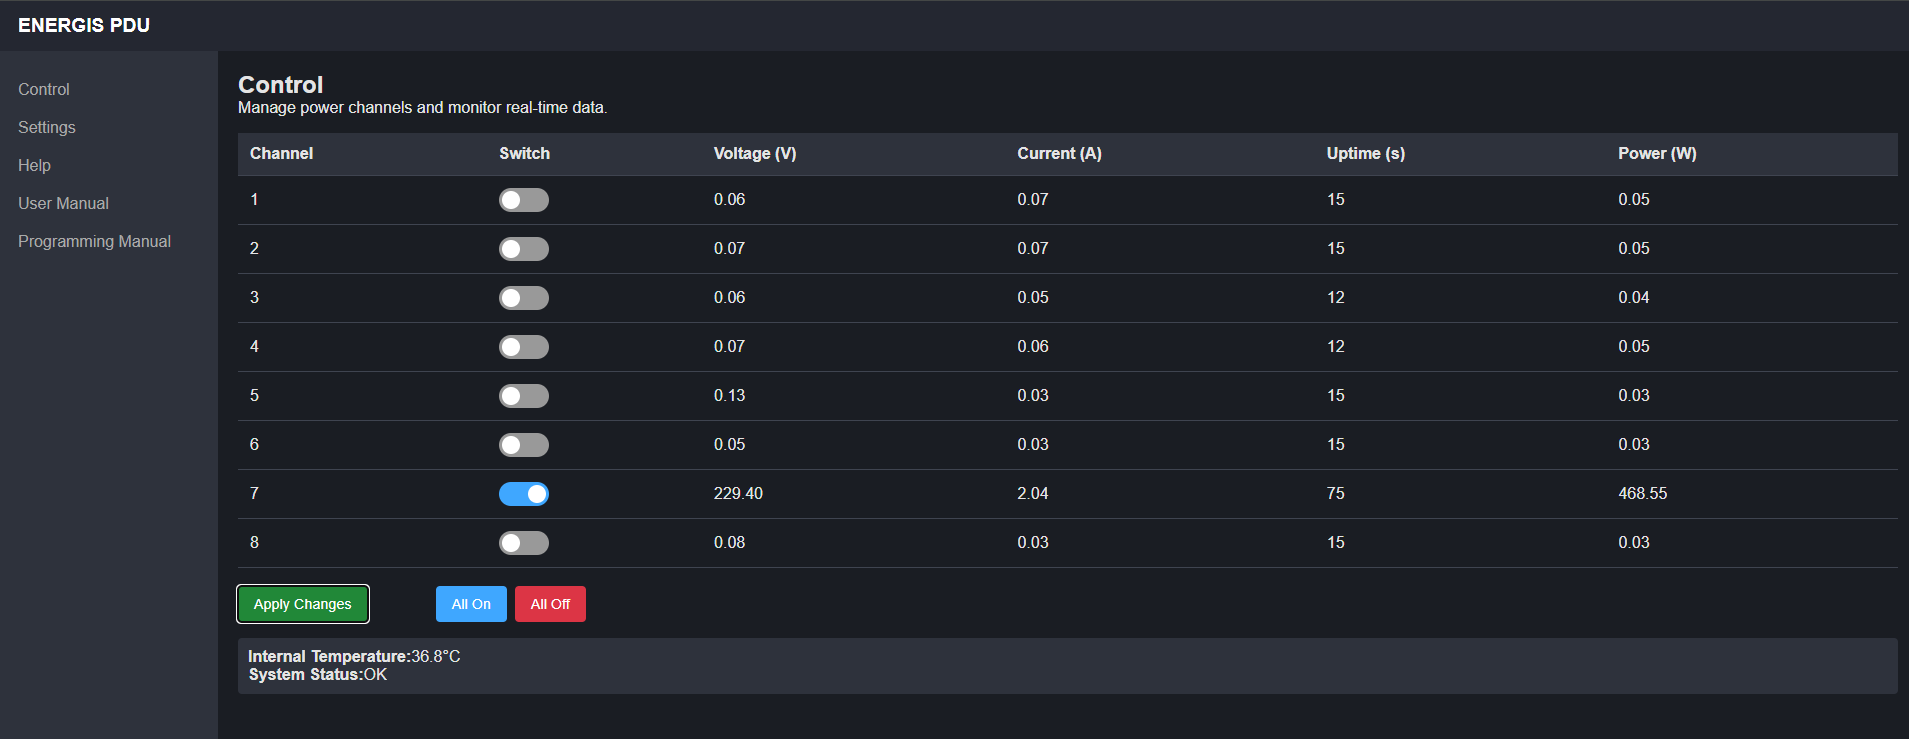 ENERGIS PDU
Control
Settings
Help
User Manual
Programming Manual
Control
Manage power channels and monitor real-time data.
Channel Switch Voltage (V) Current (A) Uptime (s) Power (W)
1 0.06 0.07 15 0.05
2 0.07 0.07 15 0.05
3 0.06 0.05 12 0.04
4 0.07 0.06 12 0.05
5 0.13 0.03 15 0.03
6 0.05 0.03 15 0.03
7 229.40 2.04 75 468.55
8 0.08 0.03 15 0.03
Apply Changes All On All Off
Internal Temperature:36.8°C
System Status:OK